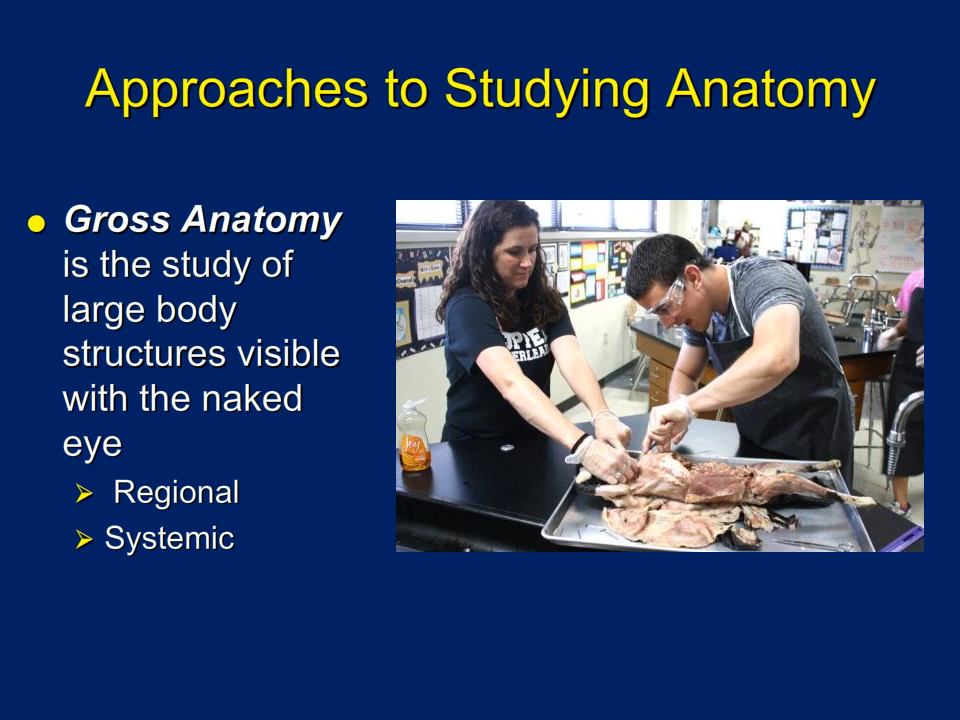 Approaches to Studying Anatomy
Gross Anatomy
is the study of
large body
structures visible
with the naked
eye
Regional
Systemic
Joy